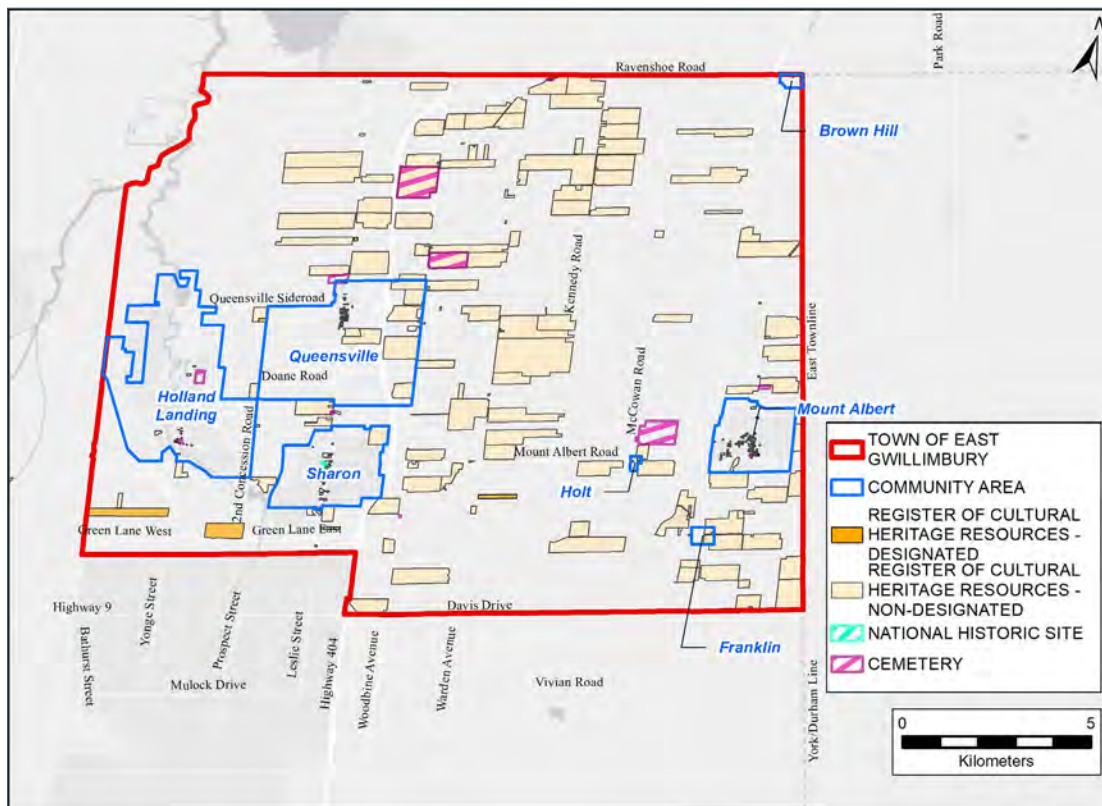 N
Park Road
Ravenshoe Road
Brown Hill
Kennedy Road
Queensville Sideroad
Queensville
Doane Road
Holland
Landing
2nd Concession Road
McCowan Road
East Townline
Mount Albert
Mount Albert Road
Sharon
Holt
Green Lane West
Green Lane East
Davis Drive
Franklin
Highway 9
Bathurst Street
Yonge Street
Prospect Street
Leslie Street
Highway 404
Woodbine Avenue
Warden Avenue
Mulock Drive
Vivian Road
York/Durham Line
TOWN OF EAST
GWILLIMBURY
COMMUNITY AREA
REGISTER OF CULTURAL
HERITAGE RESOURCES -
DESIGNATED
REGISTER OF CULTURAL
HERITAGE RESOURCES -
NON-DESIGNATED
NATIONAL HISTORIC SITE
CEMETERY
0 5
Kilometers